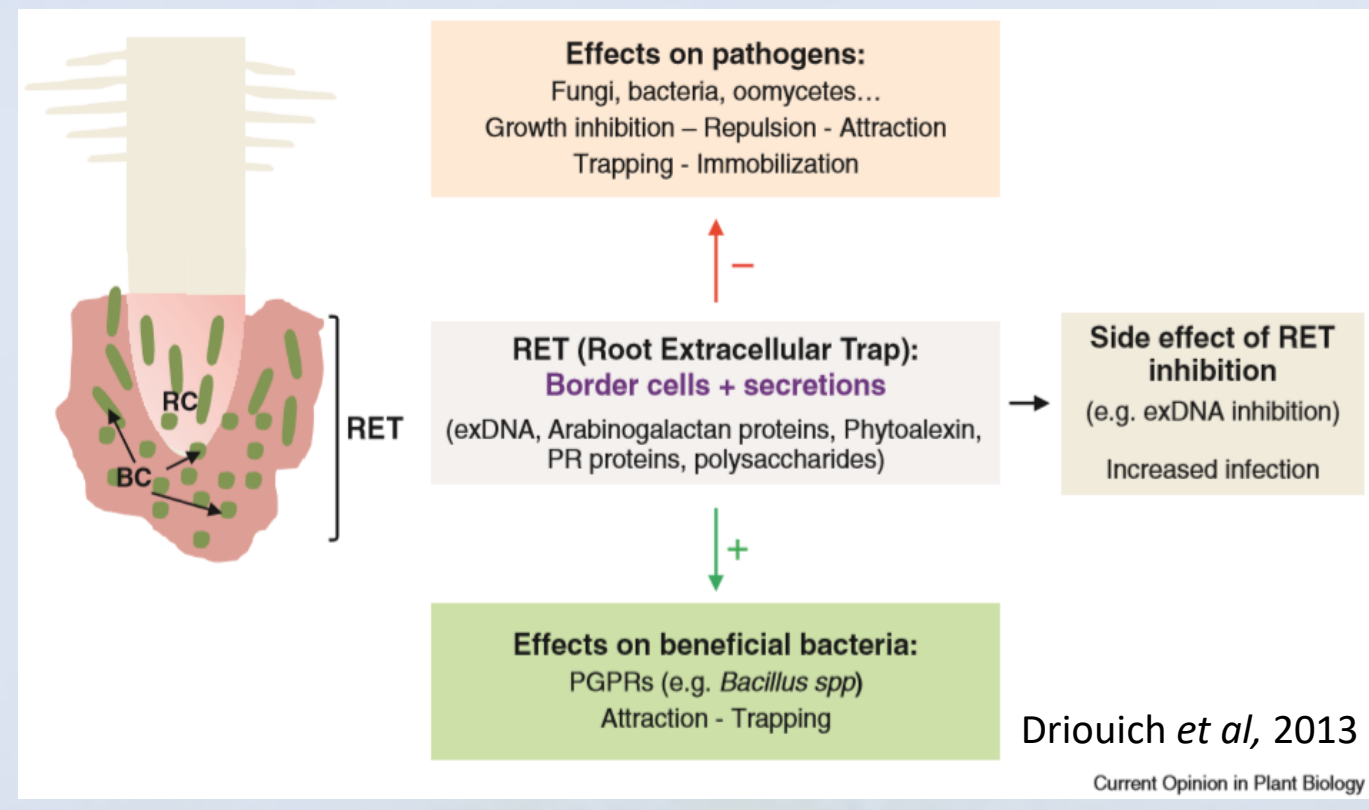 Effects on pathogens:
Fungi, bacteria, oomycetes…
Growth inhibition – Repulsion - Attraction
Trapping - Immobilization
–
RC
BC
RET
RET (Root Extracellular Trap):
Border cells + secretions
(exDNA, Arabinogalactan proteins, Phytoalexin,
PR proteins, polysaccharides)
Side effect of RET
inhibition
(e.g. exDNA inhibition)
Increased infection
+
Effects on beneficial bacteria:
PGPRs (e.g. Bacillus spp)
Attraction - Trapping
Driouich et al, 2013
Current Opinion in Plant Biology